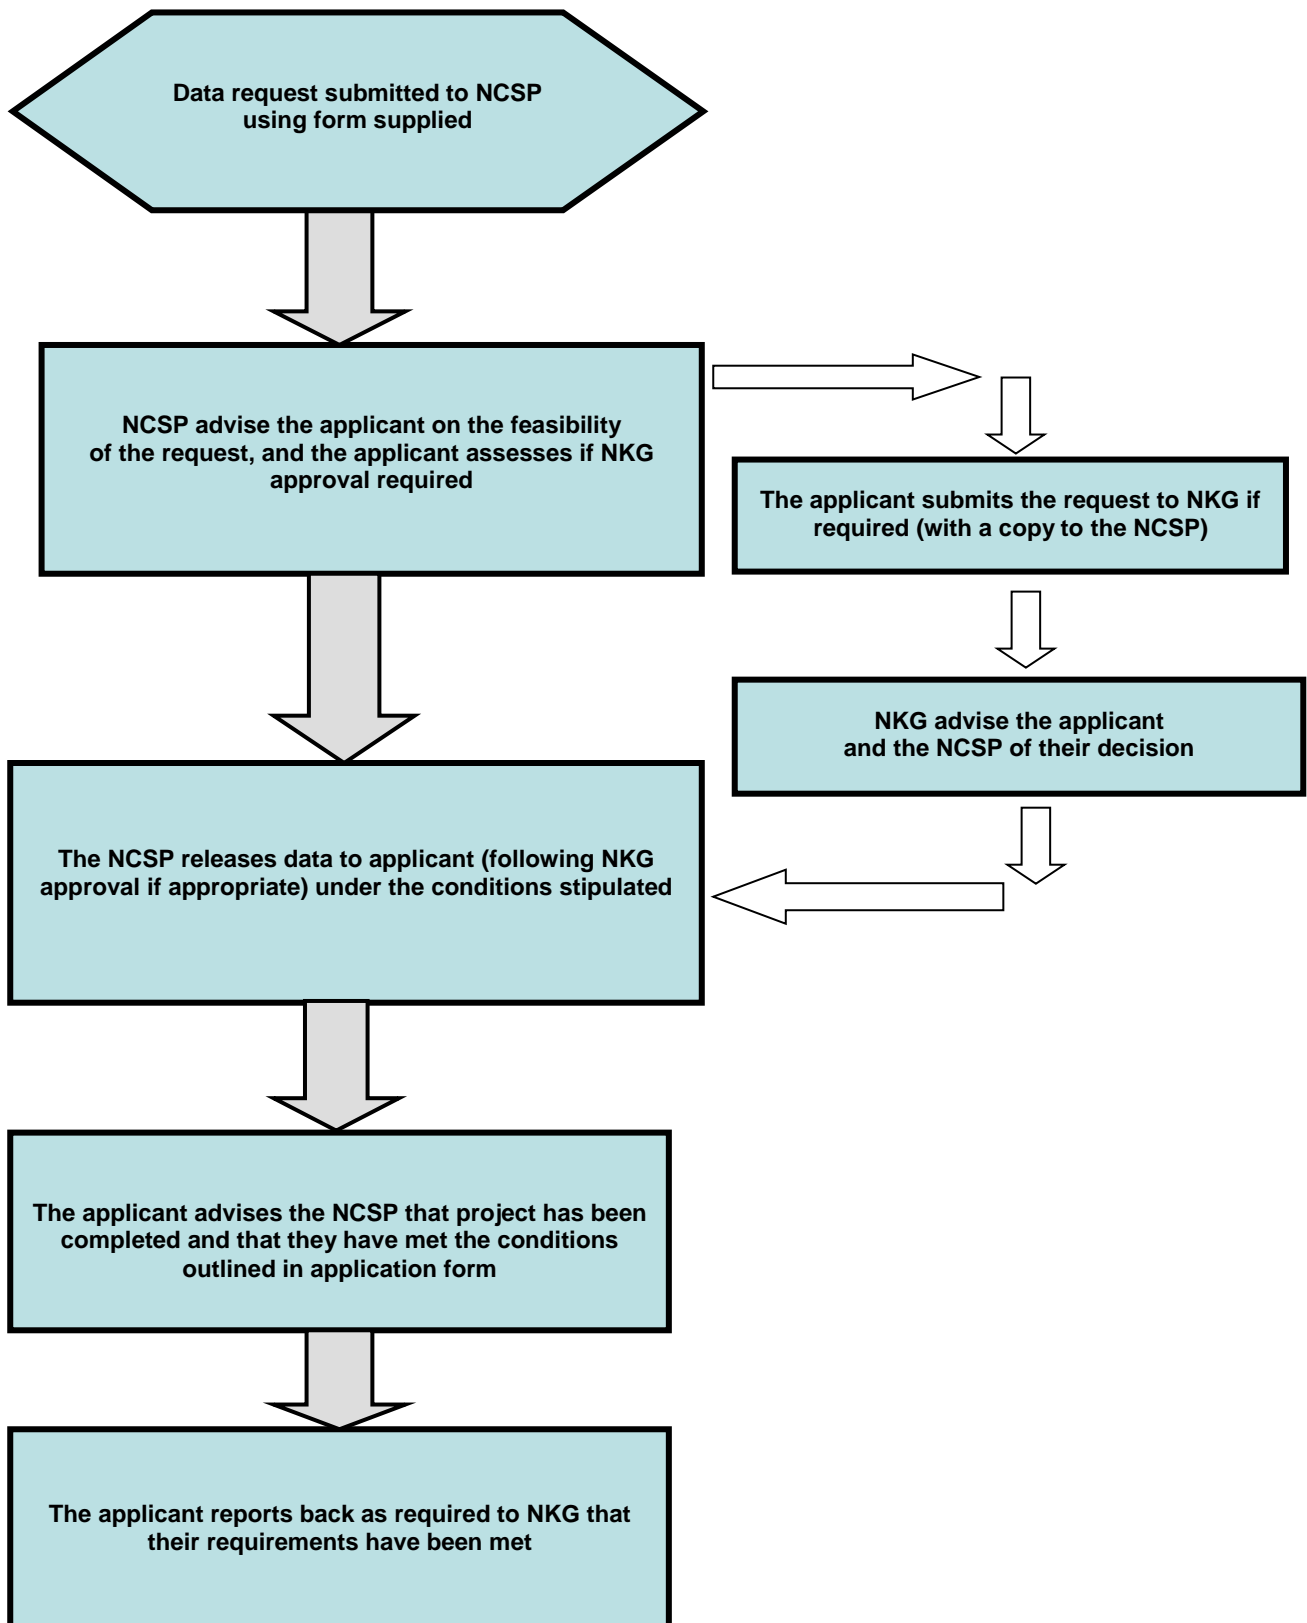 Data request submitted to NCSP
using form supplied
NCSP advise the applicant on the feasibility
of the request, and the applicant assesses if NKG
approval required
The applicant submits the request to NKG if
required (with a copy to the NCSP)
NKG advise the applicant
and the NCSP of their decision
The NCSP releases data to applicant (following NKG
approval if appropriate) under the conditions stipulated
The applicant advises the NCSP that project has been
completed and that they have met the conditions
outlined in application form
The applicant reports back as required to NKG that
their requirements have been met